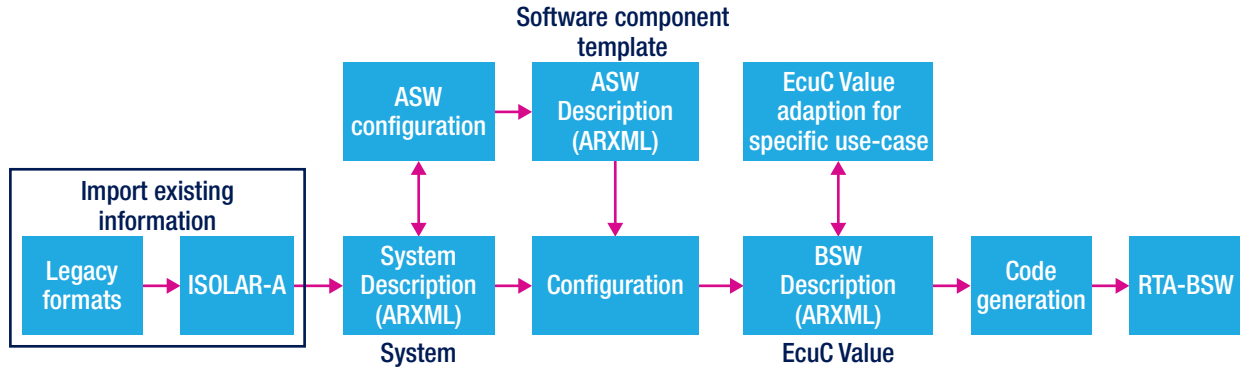 Software component
template
ASW
configuration
ASW
Description
(ARXML)
EcuC Value
adaption for
specific use-case
Import existing
information
Legacy
formats
ISOLAR-A
System
Description
(ARXML)
Configuration
BSW
Description
(ARXML)
Code
generation
RTA-BSW
System
EcuC Value